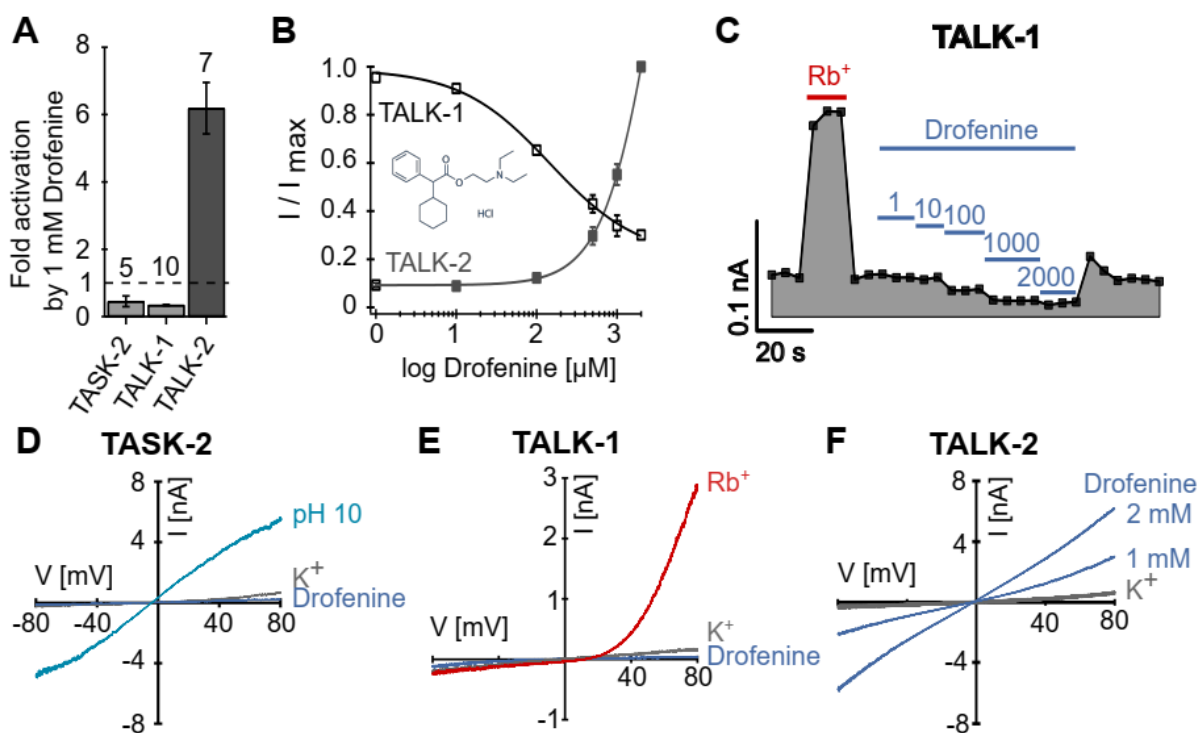 A
Fold activation
by 1 mM Drofenine
8
6
4
2
1
0
5
10
7
TASK-2
TALK-1
TALK-2
B
I / I max
1.0
0.8
0.6
0.4
0.2
0
TALK-1
TALK-2
O
O
N
HCl
0
1
2
3
log Drofenine [µM]
C
TALK-1
Rb+
Drofenine
1
10
100
1000
2000
0.1 nA
20 s
D
TASK-2
I [nA]
8
4
-4
-8
V [mV]
-80
-40
40
80
pH 10
K+
Drofenine
E
TALK-1
I [nA]
3
2
1
-1
V [mV]
40
80
Rb+
K+
Drofenine
F
TALK-2
I [nA]
8
4
-4
-8
V [mV]
40
80
Drofenine
2 mM
1 mM
K+